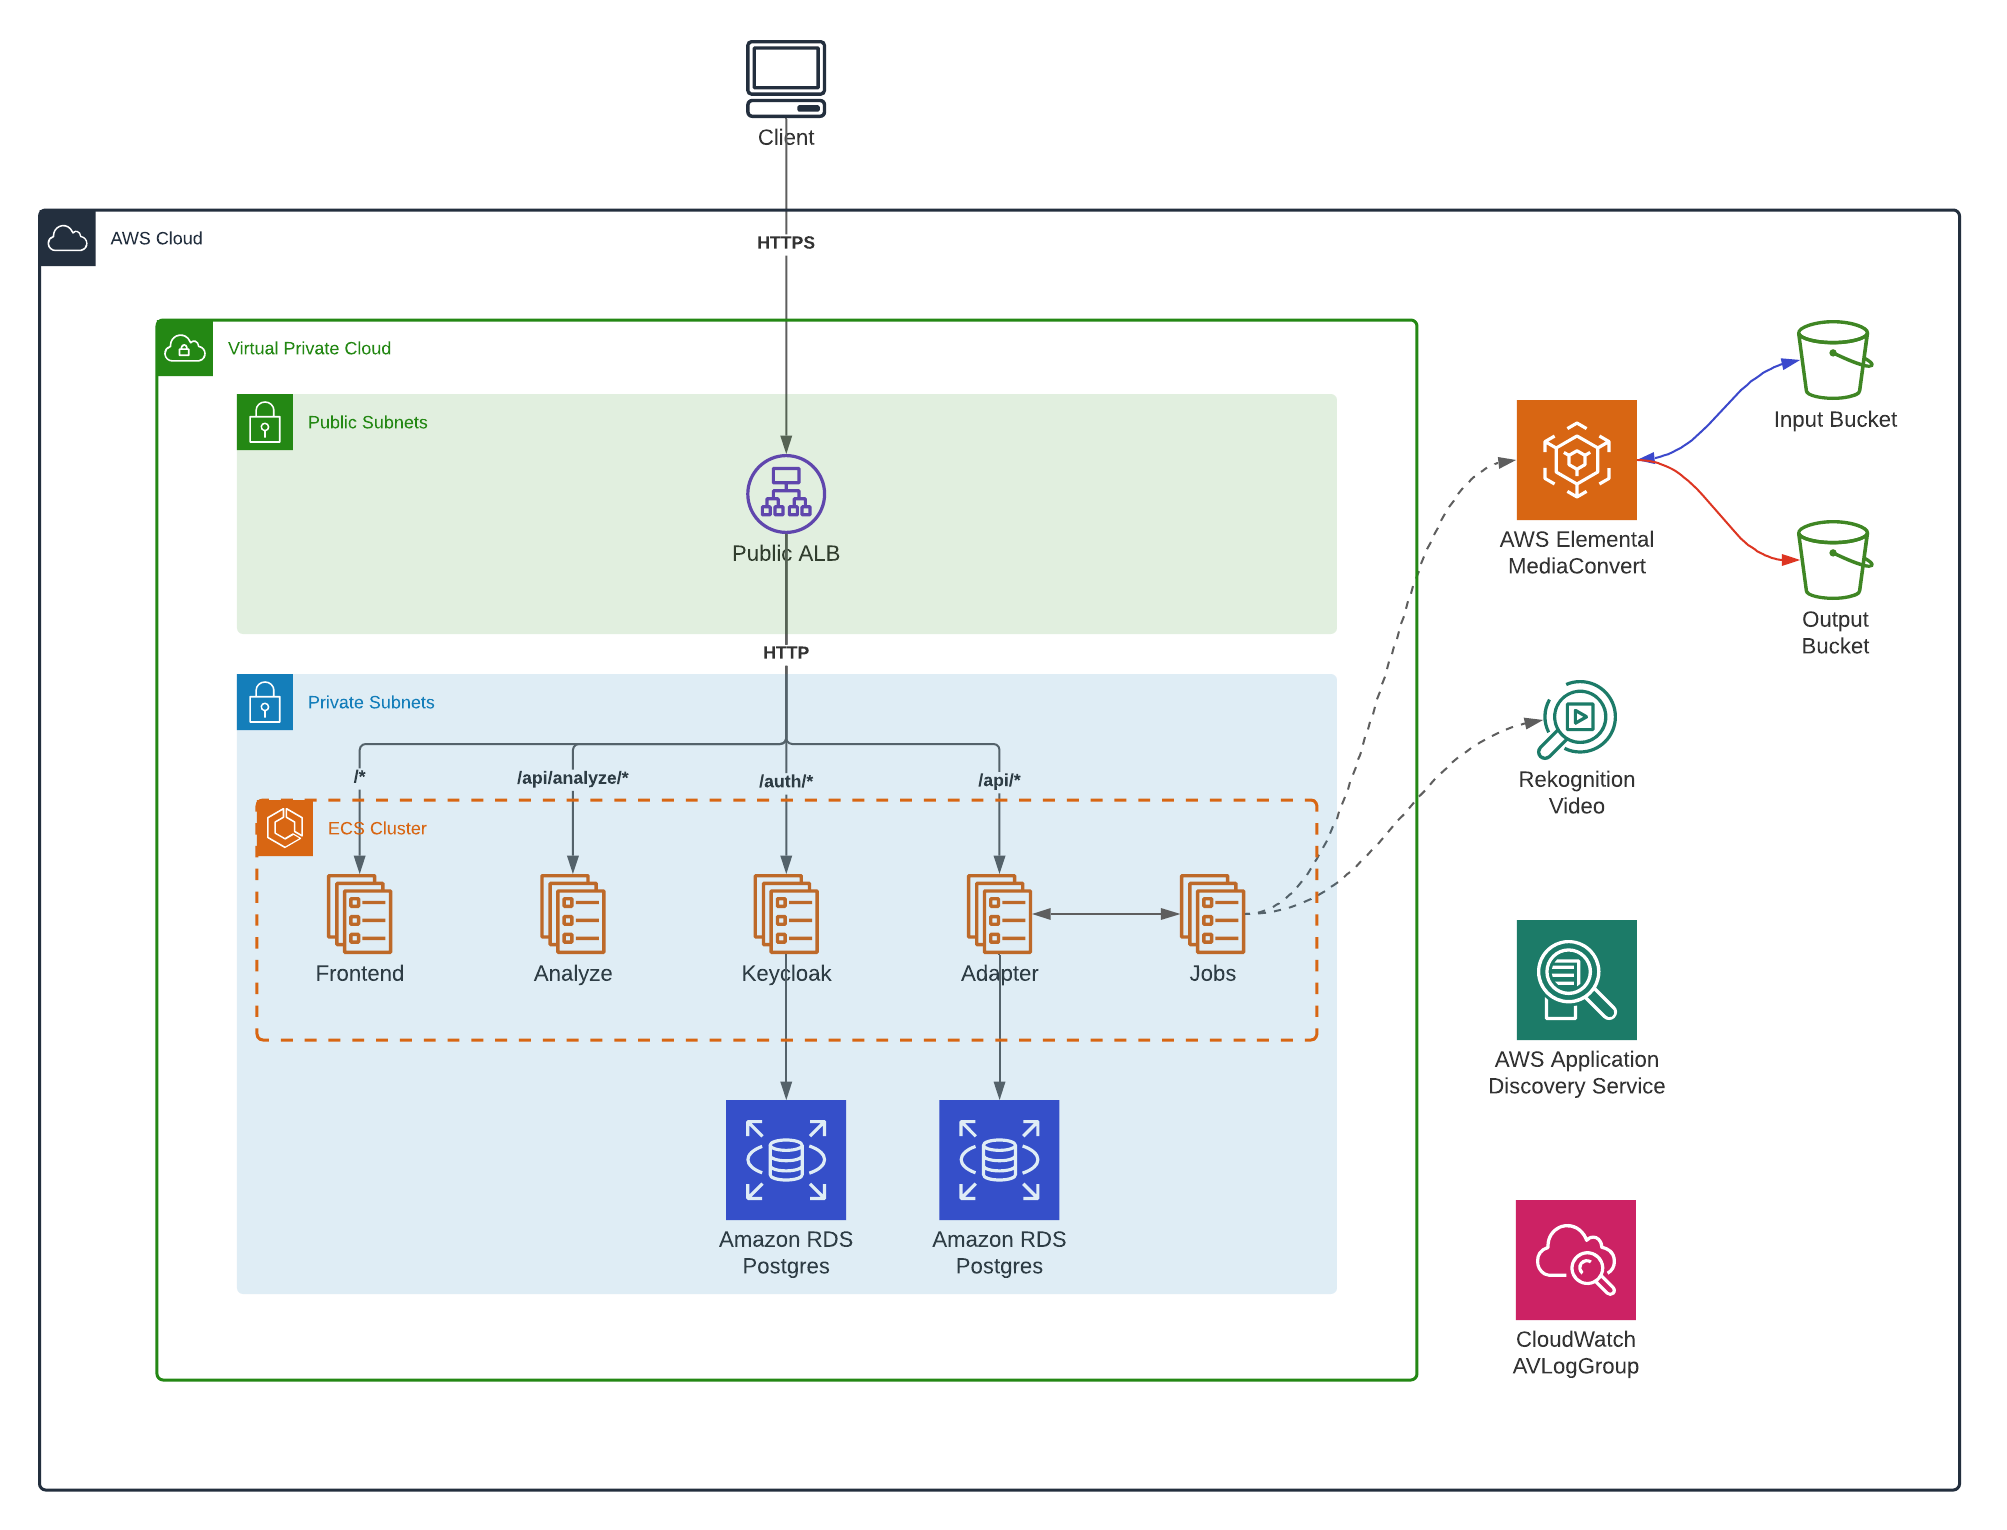 Client
AWS Cloud
HTTPS
Virtual Private Cloud
Public Subnets
Input Bucket
Public ALB
AWS Elemental
MediaConvert
Output
Bucket
HTTP
Private Subnets
/*
/api/analyze/*
/auth/*
/api/*
Rekognition
Video
ECS Cluster
Frontend
Analyze
Keycloak
Adapter
Jobs
AWS Application
Discovery Service
Amazon RDS
Postgres
Amazon RDS
Postgres
CloudWatch
AVLogGroup